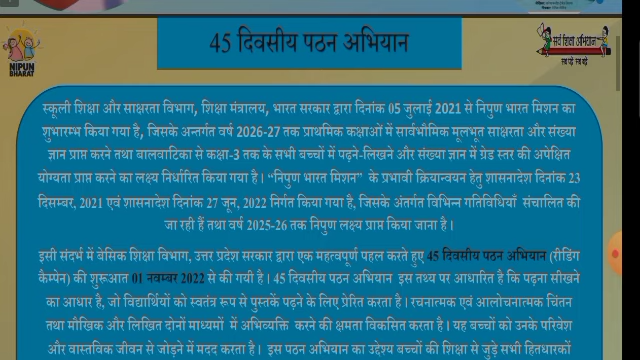 45 दिवसीय पठन अभियान
NIPUN
BHARAT
सर्व शिक्षा अभियान
सब पढ़ें सब बढ़ें
स्कूली शिक्षा और साक्षरता विभाग, शिक्षा मंत्रालय, भारत सरकार द्वारा दिनांक 05 जुलाई 2021 से निपुण भारत मिशन का
शुभारम्भ किया गया है, जिसके अन्तर्गत वर्ष 2026-27 तक प्राथमिक कक्षाओं में सार्वभौमिक मूलभूत साक्षरता और संख्या
ज्ञान प्राप्त करने तथा बालवाटिका से कक्षा-3 तक के सभी बच्चों में पढ़ने-लिखने और संख्या ज्ञान में ग्रेड स्तर की अपेक्षित
योग्यता प्राप्त करने का लक्ष्य निर्धारित किया गया है। "निपुण भारत मिशन" के प्रभावी क्रियान्वयन हेतु शासनादेश दिनांक 23
दिसम्बर, 2021 एवं शासनादेश दिनांक 27 जून, 2022 निर्गत किया गया है, जिसके अंतर्गत विभिन्न गतिविधियाँ संचालित की
जा रही हैं तथा वर्ष 2025-26 तक निपुण लक्ष्य प्राप्त किया जाना है।
इसी संदर्भ में बेसिक शिक्षा विभाग, उत्तर प्रदेश सरकार द्वारा एक महत्वपूर्ण पहल करते हुए 45 दिवसीय पठन अभियान (रीडिंग
कैम्पेन) की शुरूआत 01 नवम्बर 2022 से की गयी है। 45 दिवसीय पठन अभियान इस तथ्य पर आधारित है कि पढ़ना सीखने
का आधार है, जो विद्यार्थियों को स्वतंत्र रूप से पुस्तकें पढ़ने के लिए प्रेरित करता है। रचनात्मक एवं आलोचनात्मक चिंतन
तथा मौखिक और लिखित दोनों माध्यमों में अभिव्यक्ति करने की क्षमता विकसित करता है। यह बच्चों को उनके परिवेश
और वास्तविक जीवन से जोड़ने में मदद करता है। इस पठन अभियान का उद्देश्य बच्चों की शिक्षा से जुड़े सभी हितधारकों